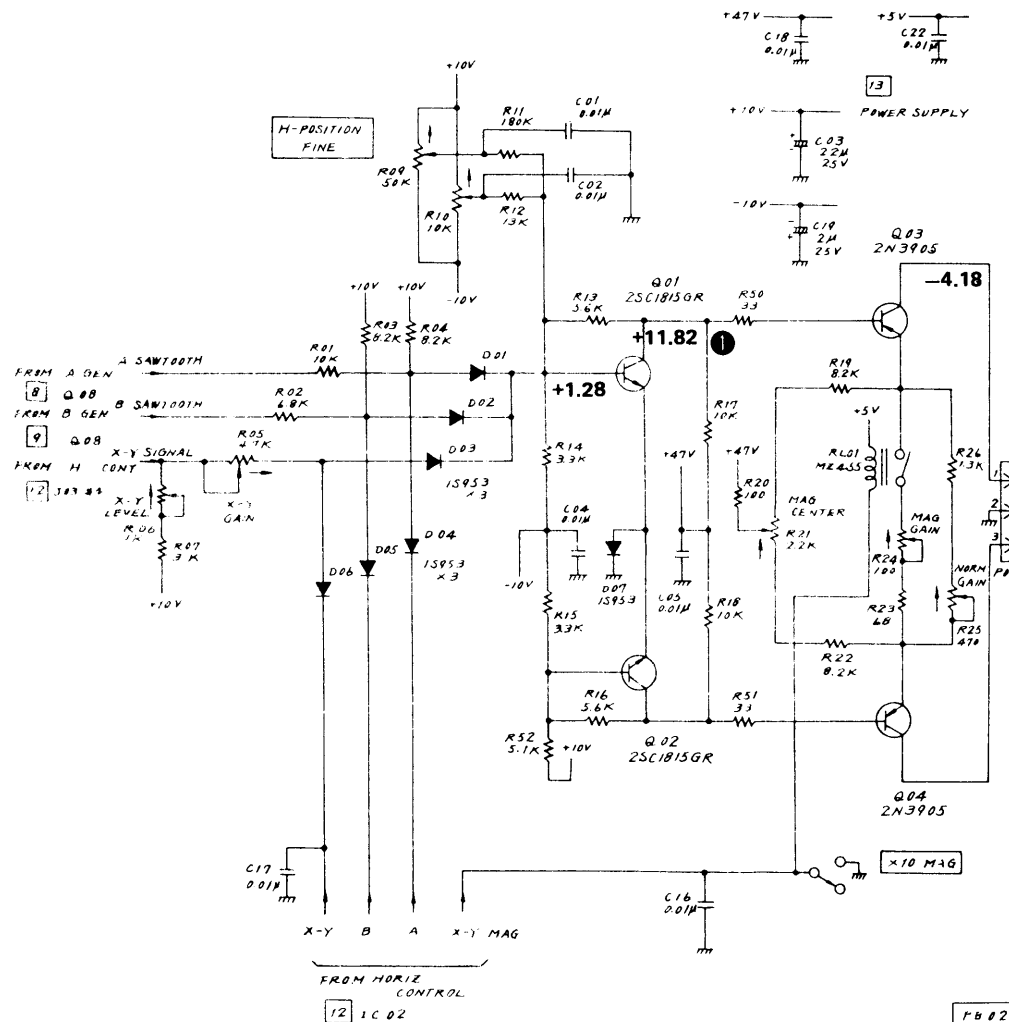 +47V
C18
0.01µ
+5V
C22
0.01µ
13
POWER SUPPLY
+10V
C03
22µ
25V
-10V
C19
2µ
25V
H-POSITION
FINE
+10V
R09
50K
R10
10K
-10V
R11
180K
C01
0.01µ
R12
13K
C02
0.01µ
Q03
2N3905
-4.18
+10V
+10V
R03
8.2K
R04
8.2K
R13
5.6K
Q01
2SC1815GR
+11.82
1
R50
33
+1.28
FROM A GEN
A SAWTOOTH
8 Q08
R01
10K
D01
FROM B GEN
B SAWTOOTH
9 Q08
R02
6.8K
D02
FROM H CONT
X-Y SIGNAL
12
R05
4.7K
X-Y
GAIN
D03
1S953
×3
X-Y
LEVEL
R06
1K
R07
+10V
D06
D05
D04
1S953
×3
R14
3.3K
-10V
C04
0.01µ
R15
3.3K
D07
1S953
+47V
C05
0.01µ
R17
10K
R18
10K
+47V
R20
100
MAG
CENTER
R21
2.2K
R19
8.2K
+5V
RL01
R26
1.3K
MAG
GAIN
R24
100
R23
68
NORM
GAIN
R25
470
R22
8.2K
1
2
3
R16
5.6K
R51
33
R52
5.1K
+10V
Q02
2SC1815GR
Q04
2N3905
C17
0.01µ
C16
0.01µ
×10 MAG
X-Y B A X-Y MAG
FROM HORIZ
CONTROL
12 IC02